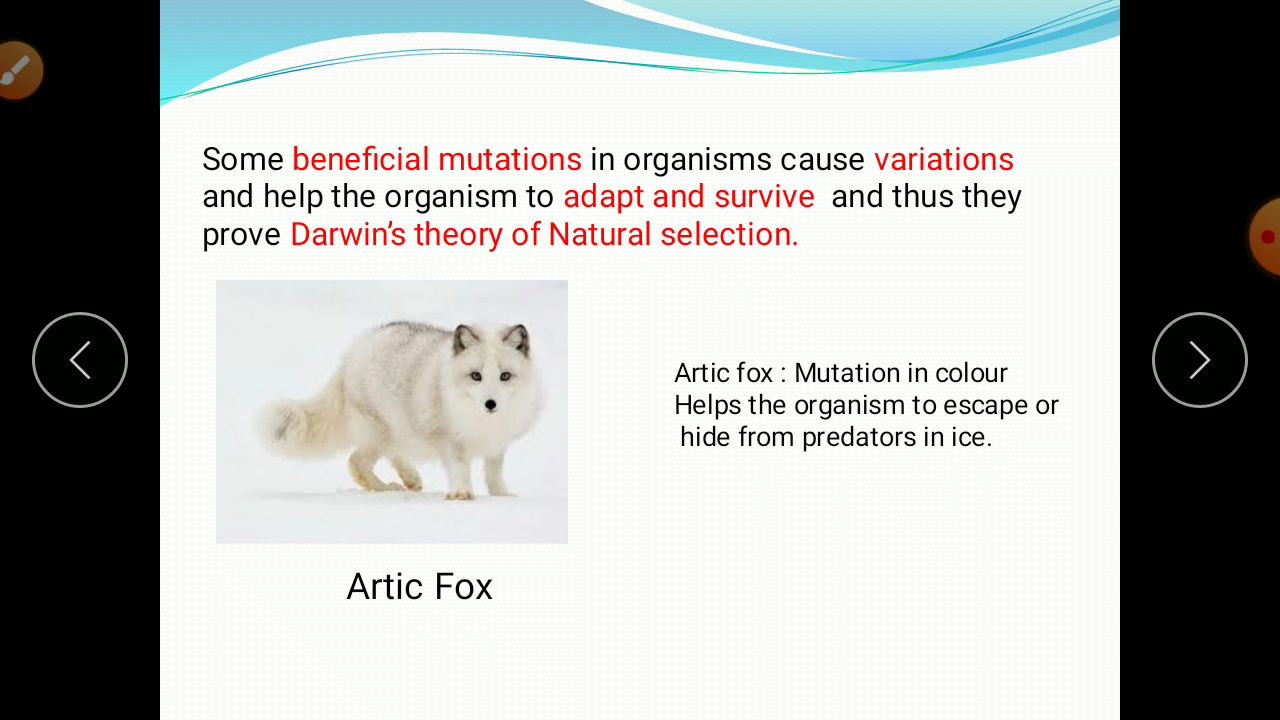 Some beneficial mutations in organisms cause variations
and help the organism to adapt and survive  and thus they
prove Darwin’s theory of Natural selection.
Artic fox : Mutation in colour
Helps the organism to escape or
hide from predators in ice.
Artic Fox